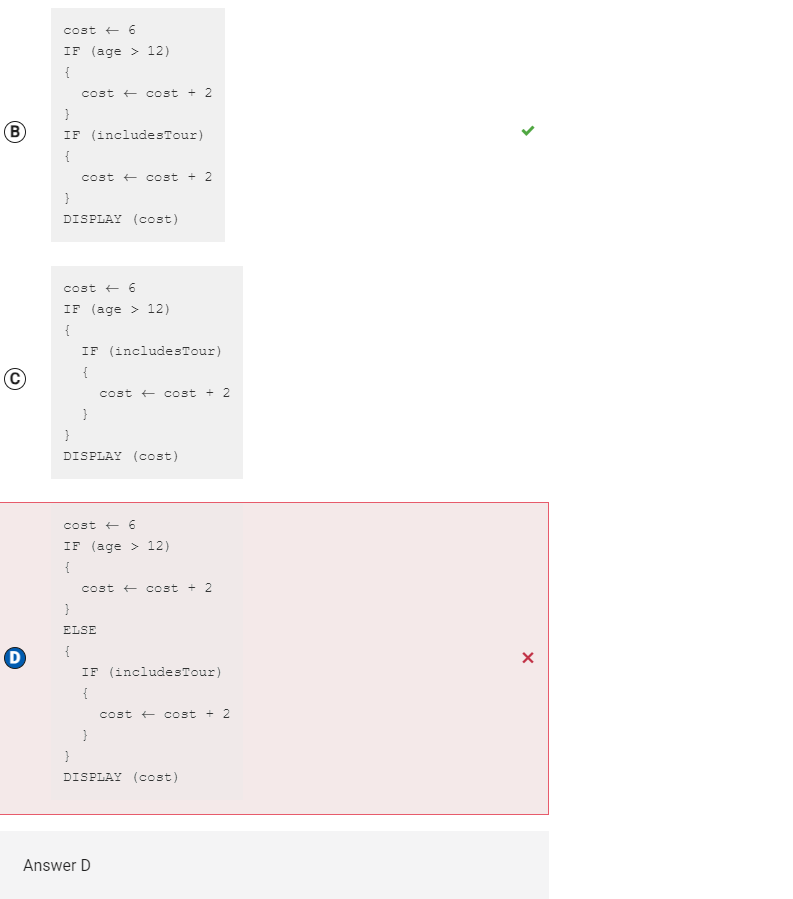 B
cost ← 6
IF (age > 12)
{
cost ← cost + 2
}
IF (includesTour)
{
cost ← cost + 2
}
DISPLAY (cost)
C
cost ← 6
IF (age > 12)
{
IF (includesTour)
{
cost ← cost + 2
}
}
DISPLAY (cost)
D
cost ← 6
IF (age > 12)
{
cost ← cost + 2
}
ELSE
{
IF (includesTour)
{
cost ← cost + 2
}
}
DISPLAY (cost)
Answer D